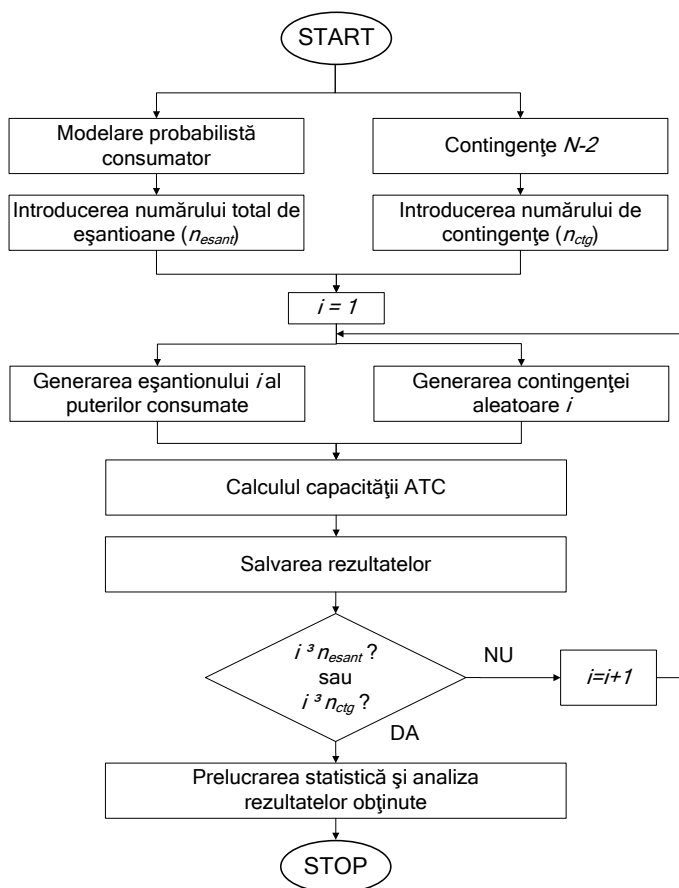 START
Modelare probabilistă
consumator
Contingenţe N-2
Introducerea numărului total de
eşantioane (nesant)
Introducerea numărului de
contingenţe (nctg)
i = 1
Generarea eşantionului i al
puterilor consumate
Generarea contingenţei
aleatoare i
Calculul capacităţii ATC
Salvarea rezultatelor
i ³ nesant ?
sau
i ³ nctg ?
NU
i=i+1
DA
Prelucrarea statistică şi analiza
rezultatelor obţinute
STOP